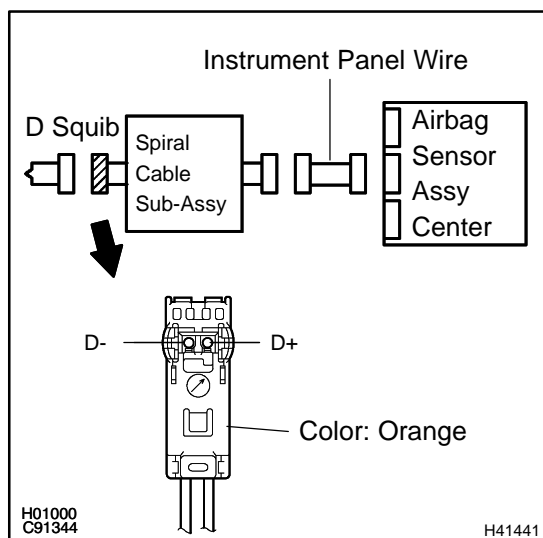 Instrument Panel Wire
D Squib
Spiral
Cable
Sub-Assy
Airbag
Sensor
Assy
Center
D-
D+
Color: Orange
H01000
C91344
H41441